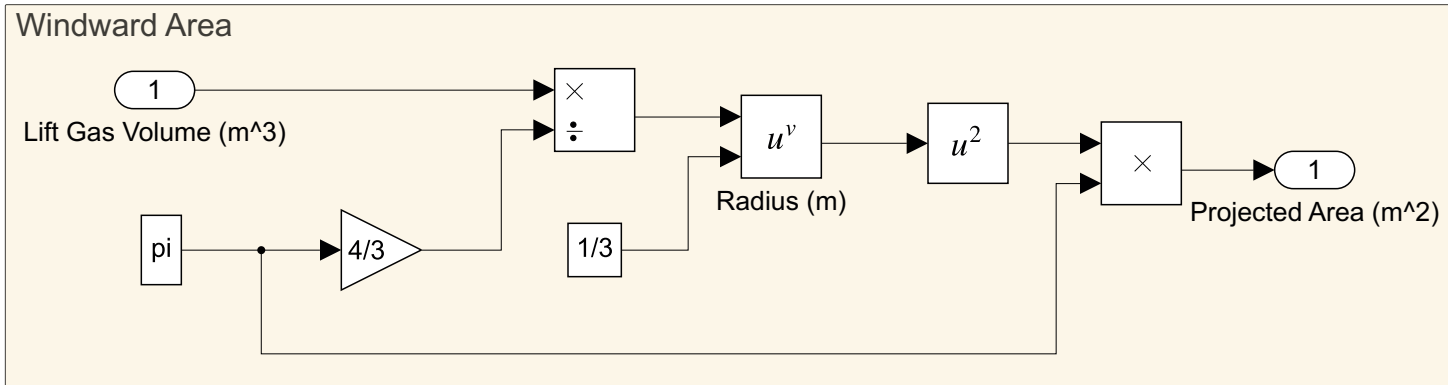 Windward Area
1
Lift Gas Volume (m^3)
×
÷
u^v
Radius (m)
u^2
×
1
Projected Area (m^2)
pi
4/3
1/3